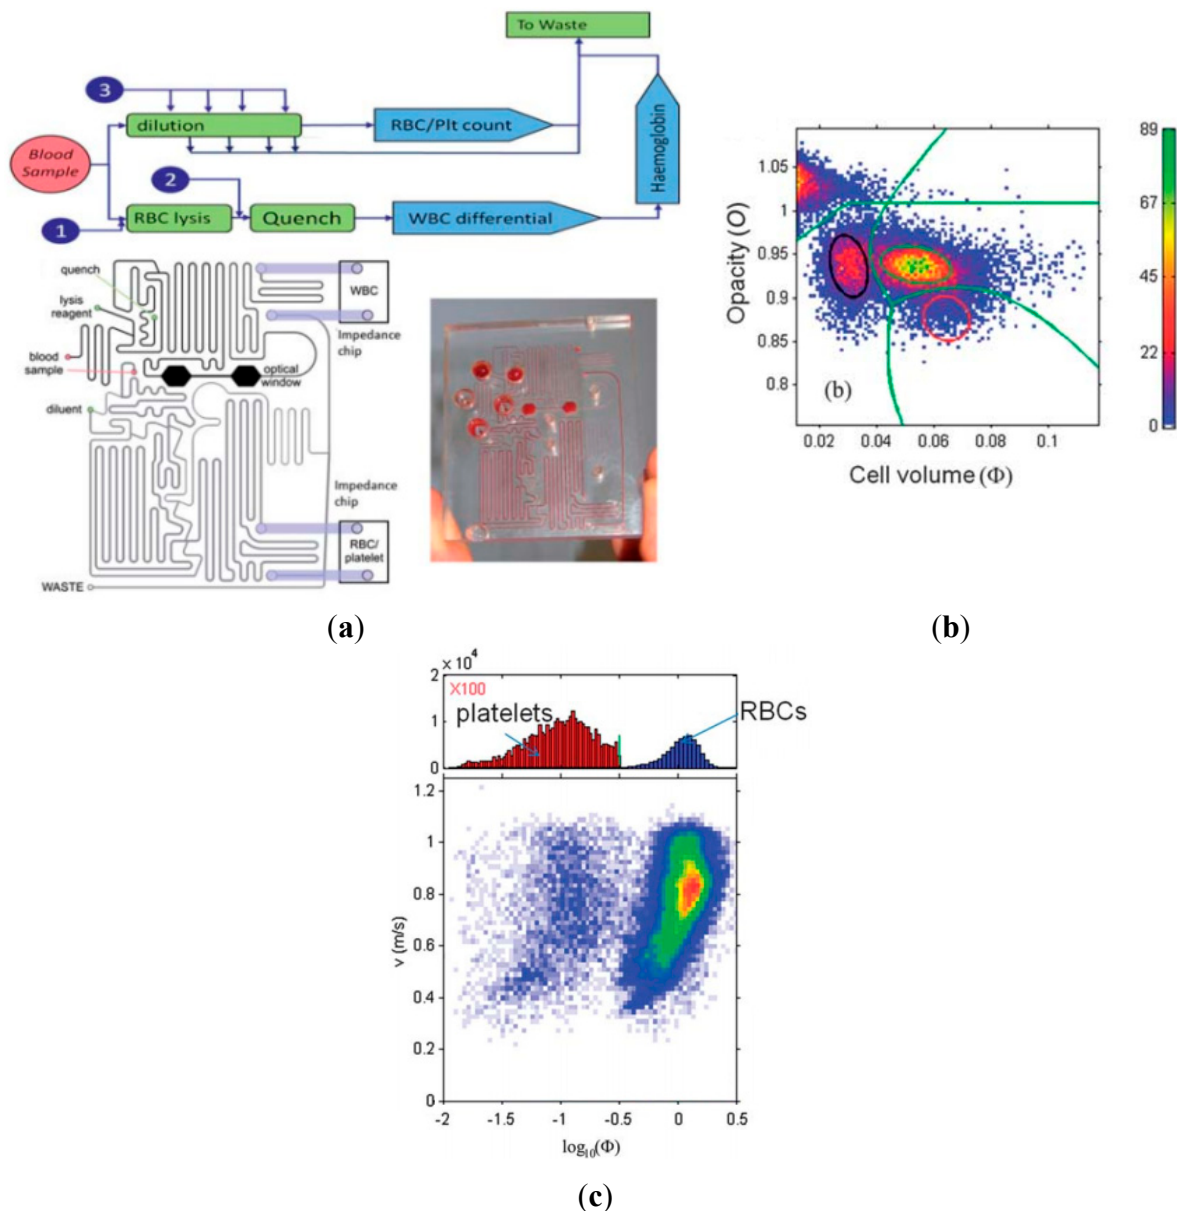 To Waste
3
dilution
RBC/Plt count
Haemoglobin
Blood
Sample
2
1
RBC lysis
Quench
WBC differential
quench
lysis
reagent
blood
sample
diluent
optical
window
WBC
Impedance
chip
Impedance
chip
RBC/
platelet
WASTE
(a)
1.05
1
0.95
0.9
0.85
0.8
Opacity (O)
(b)
0.02 0.04 0.06 0.08 0.1
Cell volume (Φ)
89
67
45
22
0
(b)
× 10⁴
2
1
0
X100
platelets
RBCs
1.2
1
0.8
0.6
0.4
0.2
0
v (m/s)
-2 -1.5 -1 -0.5 0 0.5
log₁₀(Φ)
(c)